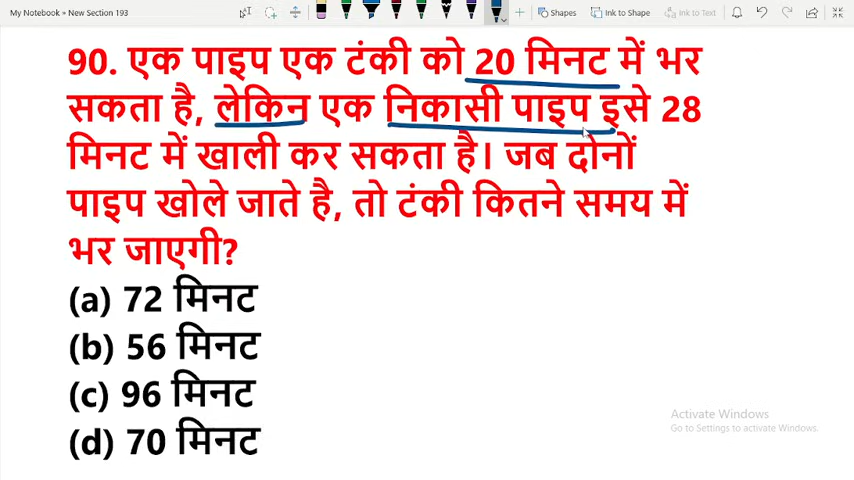 My Notebook » New Section 193
Shapes
Ink to Shape
Ink to Text
90. एक पाइप एक टंकी को 20 मिनट में भर
सकता है, लेकिन एक निकासी पाइप इसे 28
मिनट में खाली कर सकता है। जब दोनों
पाइप खोले जाते है, तो टंकी कितने समय में
भर जाएगी?
(a) 72 मिनट
(b) 56 मिनट
(c) 96 मिनट
(d) 70 मिनट
Activate Windows
Go to Settings to activate Windows.